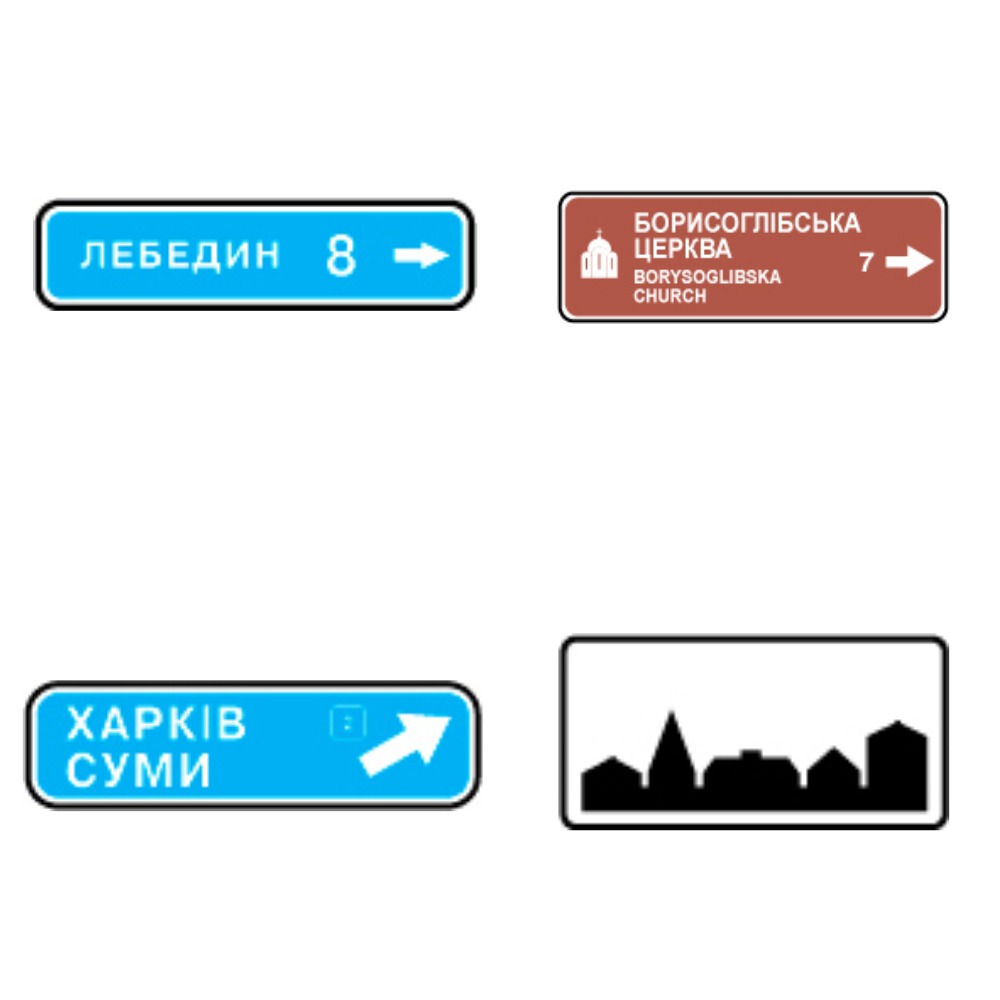 ЛЕБЕДИН 8
БОРИСОГЛІБСЬКА
ЦЕРКВА
7
BORYSOGLIBSKA
CHURCH
ХАРКІВ
СУМИ